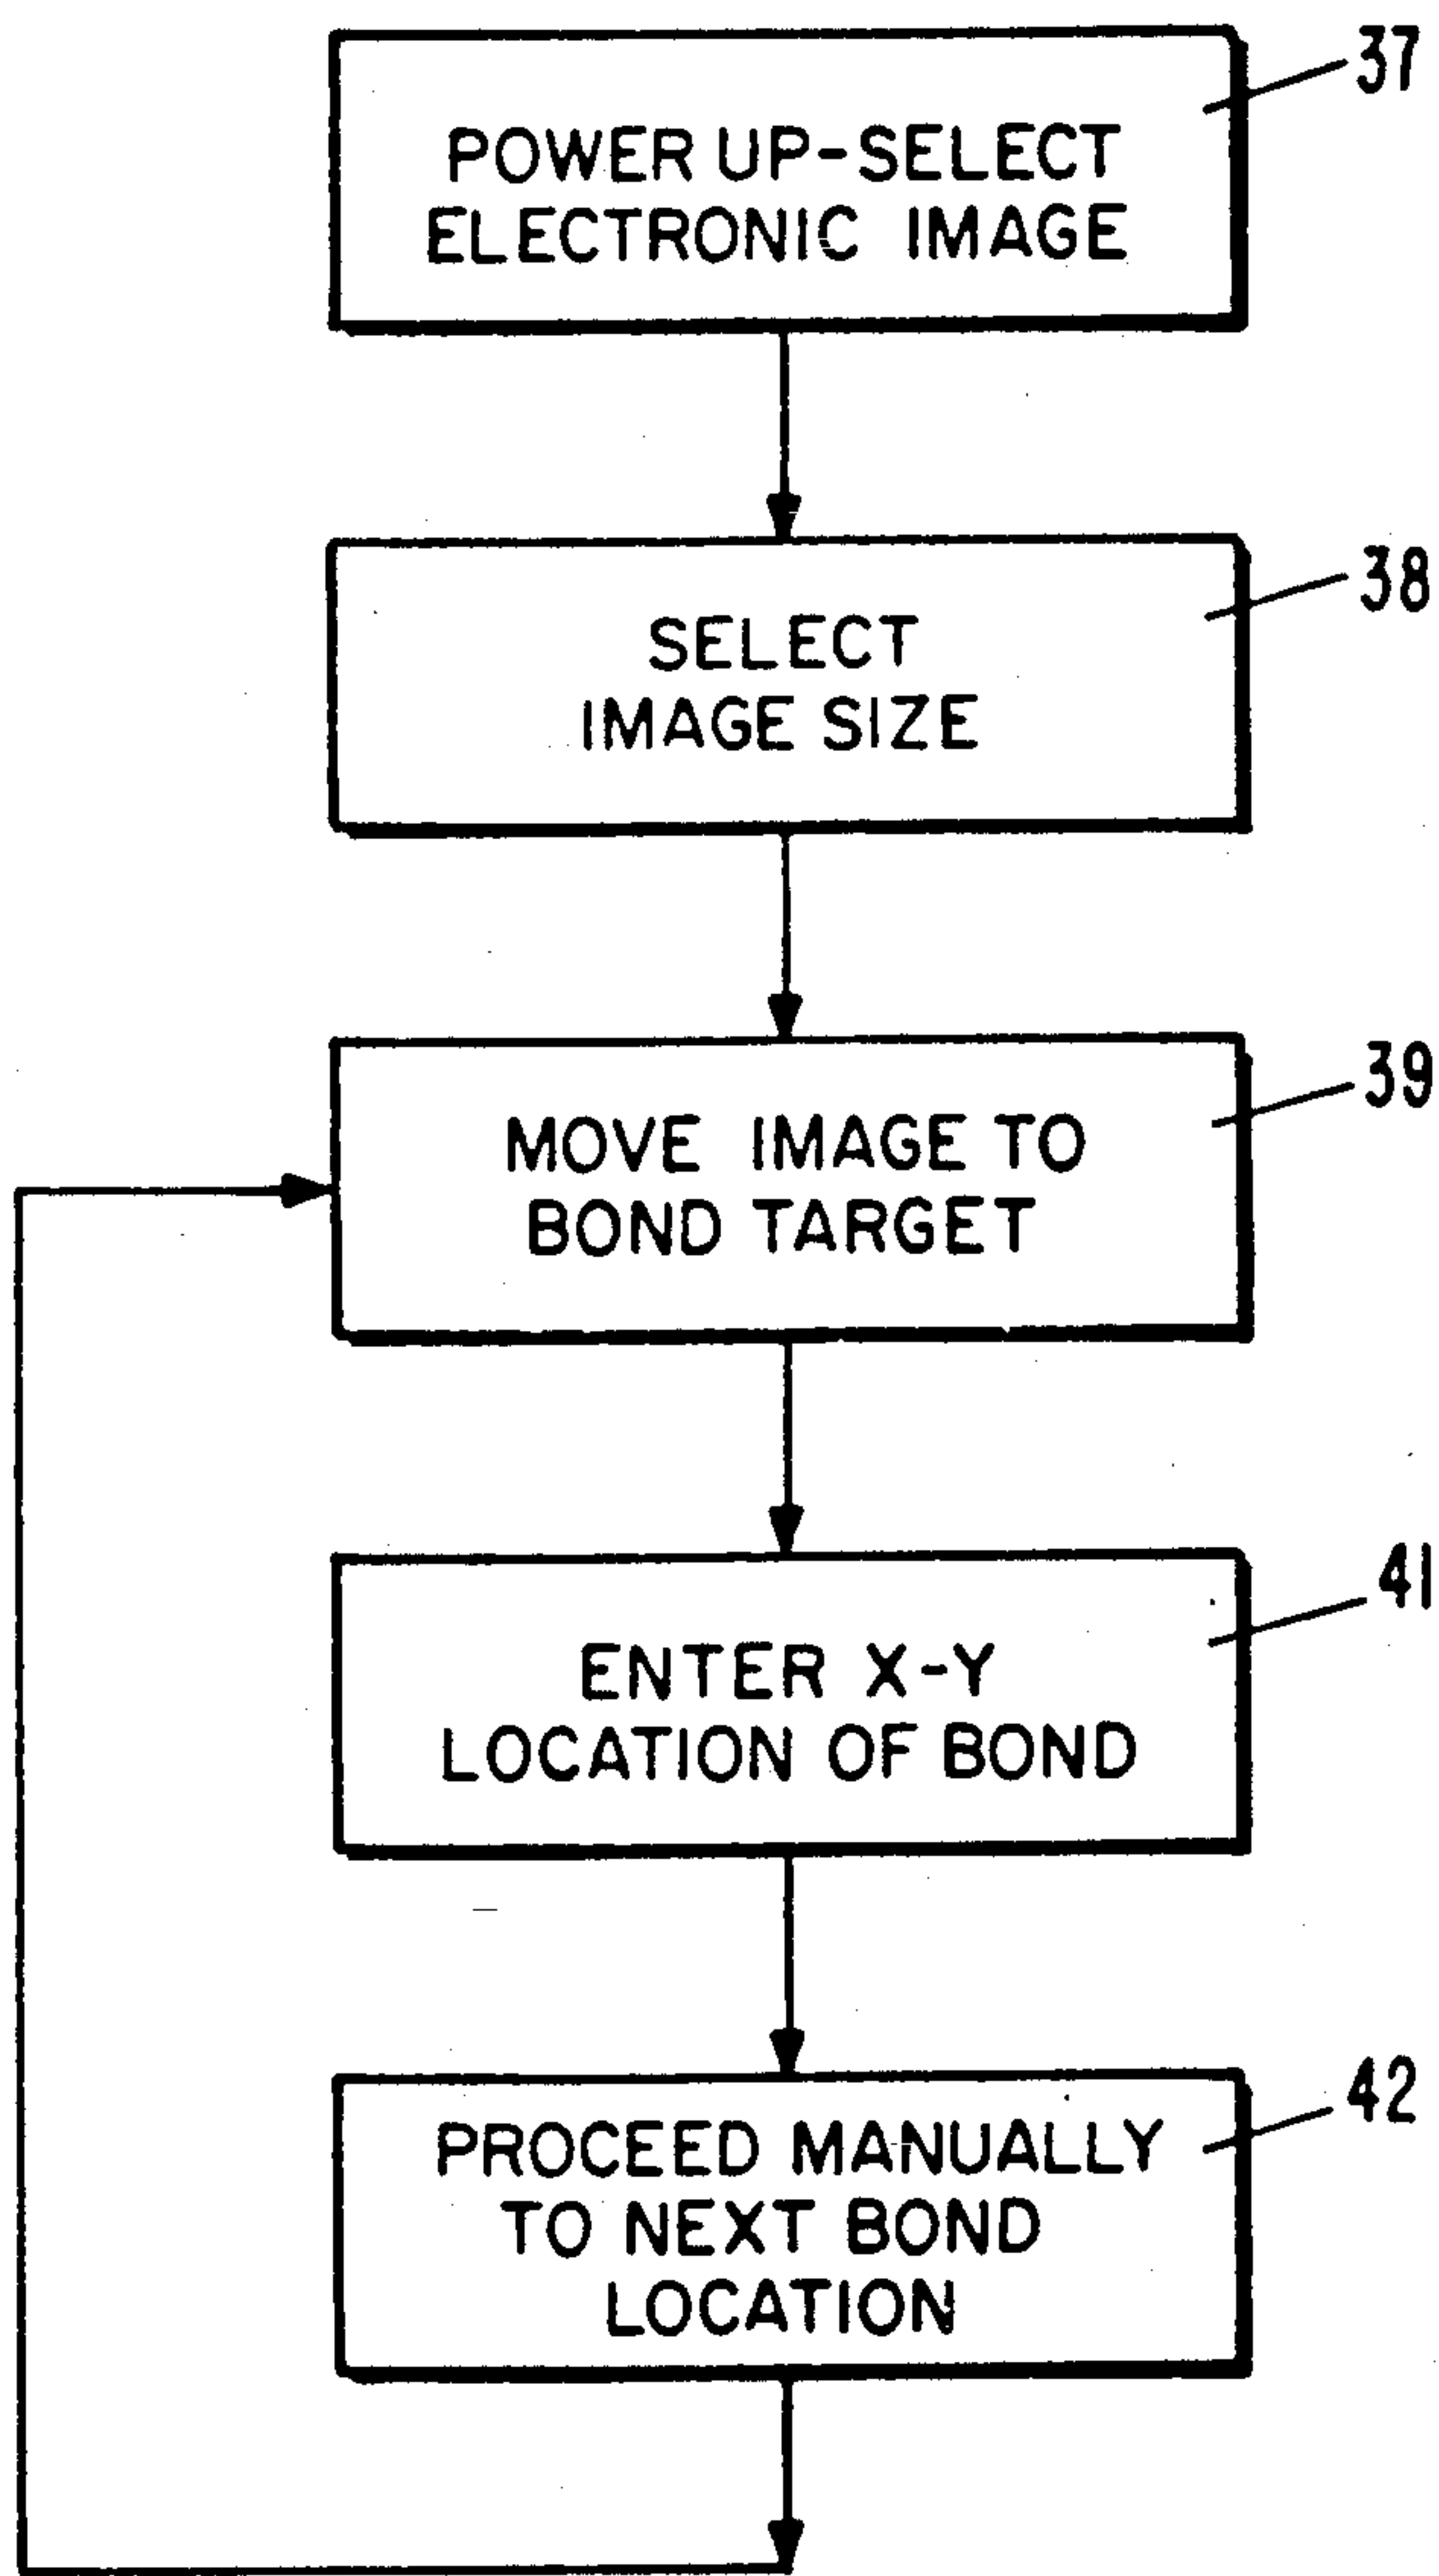 37
POWER UP-SELECT
ELECTRONIC IMAGE
38
SELECT
IMAGE SIZE
39
MOVE IMAGE TO
BOND TARGET
41
ENTER X-Y
LOCATION OF BOND
42
PROCEED MANUALLY
TO NEXT BOND
LOCATION